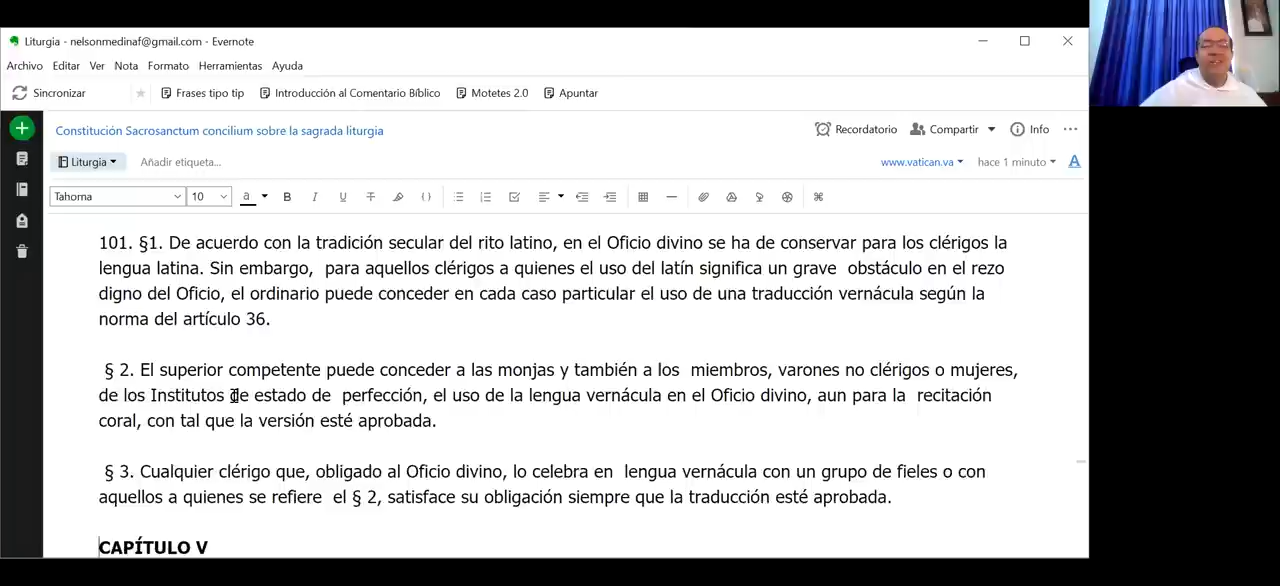 Liturgia - nelsonmedinaf@gmail.com - Evernote
Archivo Editar Ver Nota Formato Herramientas Ayuda
Sincronizar Frases tipo tip Introducción al Comentario Bíblico Motetes 2.0 Apuntar
Constitución Sacrosanctum concilium sobre la sagrada liturgia Recordatorio Compartir Info
Liturgia Añadir etiqueta... www.vatican.va hace 1 minuto A
Tahoma 10 a B I U T
101. §1. De acuerdo con la tradición secular del rito latino, en el Oficio divino se ha de conservar para los clérigos la
lengua latina. Sin embargo, para aquellos clérigos a quienes el uso del latín significa un grave obstáculo en el rezo
digno del Oficio, el ordinario puede conceder en cada caso particular el uso de una traducción vernácula según la
norma del artículo 36.
§ 2. El superior competente puede conceder a las monjas y también a los miembros, varones no clérigos o mujeres,
de los Institutos de estado de perfección, el uso de la lengua vernácula en el Oficio divino, aun para la recitación
coral, con tal que la versión esté aprobada.
§ 3. Cualquier clérigo que, obligado al Oficio divino, lo celebra en lengua vernácula con un grupo de fieles o con
aquellos a quienes se refiere el § 2, satisface su obligación siempre que la traducción esté aprobada.
CAPÍTULO V